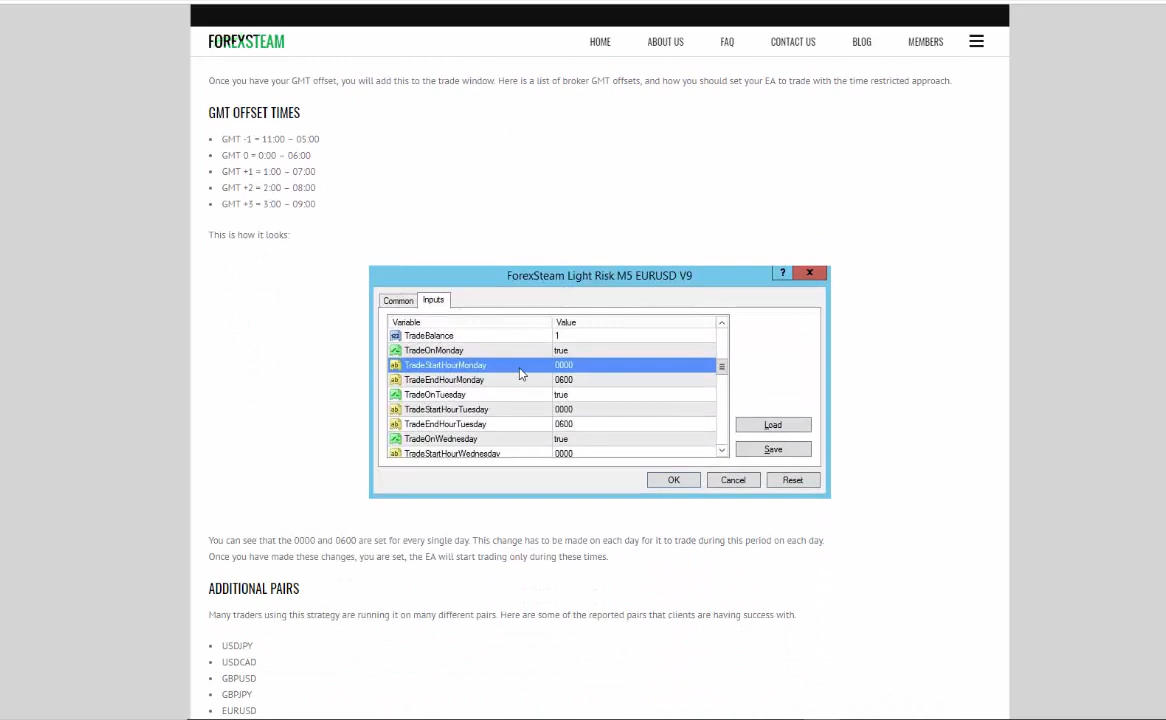 FOREXSTEAM
HOME ABOUT US FAQ CONTACT US BLOG MEMBERS
Once you have your GMT offset, you will add this to the trade window. Here is a list of broker GMT offsets, and how you should set your EA to trade with the time restricted approach.
GMT OFFSET TIMES
• GMT -1 = 11:00 – 05:00
• GMT 0 = 0:00 – 06:00
• GMT +1 = 1:00 – 07:00
• GMT +2 = 2:00 – 08:00
• GMT +3 = 3:00 – 09:00
This is how it looks:
ForexSteam Light Risk M5 EURUSD V9 ? x
Common Inputs
Variable Value
TradeBalance 1
TradeOnMonday true
ab TradeStartHourMonday 0000
ab TradeEndHourMonday 0600
TradeOnTuesday true
ab TradeStartHourTuesday 0000
ab TradeEndHourTuesday 0600
TradeOnWednesday true
ab TradeStartHourWednesday 0000
Load
Save
OK Cancel Reset
You can see that the 0000 and 0600 are set for every single day. This change has to be made on each day for it to trade during this period on each day.
Once you have made these changes, you are set, the EA will start trading only during these times.
ADDITIONAL PAIRS
Many traders using this strategy are running it on many different pairs. Here are some of the reported pairs that clients are having success with.
• USDJPY
• USDCAD
• GBPUSD
• GBPJPY
• EURUSD